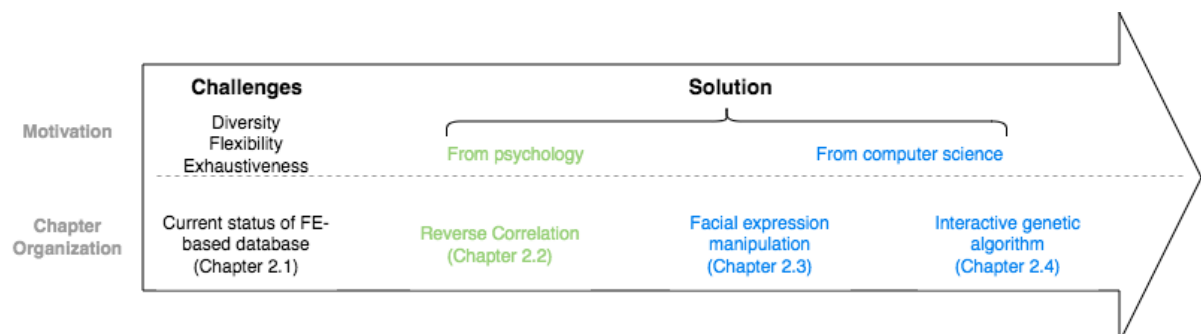 Challenges
Solution
Motivation
Diversity
Flexibility
Exhaustiveness
From psychology
From computer science
Chapter
Organization
Current status of FE-
based database
(Chapter 2.1)
Reverse Correlation
(Chapter 2.2)
Facial expression
manipulation
(Chapter 2.3)
Interactive genetic
algorithm
(Chapter 2.4)